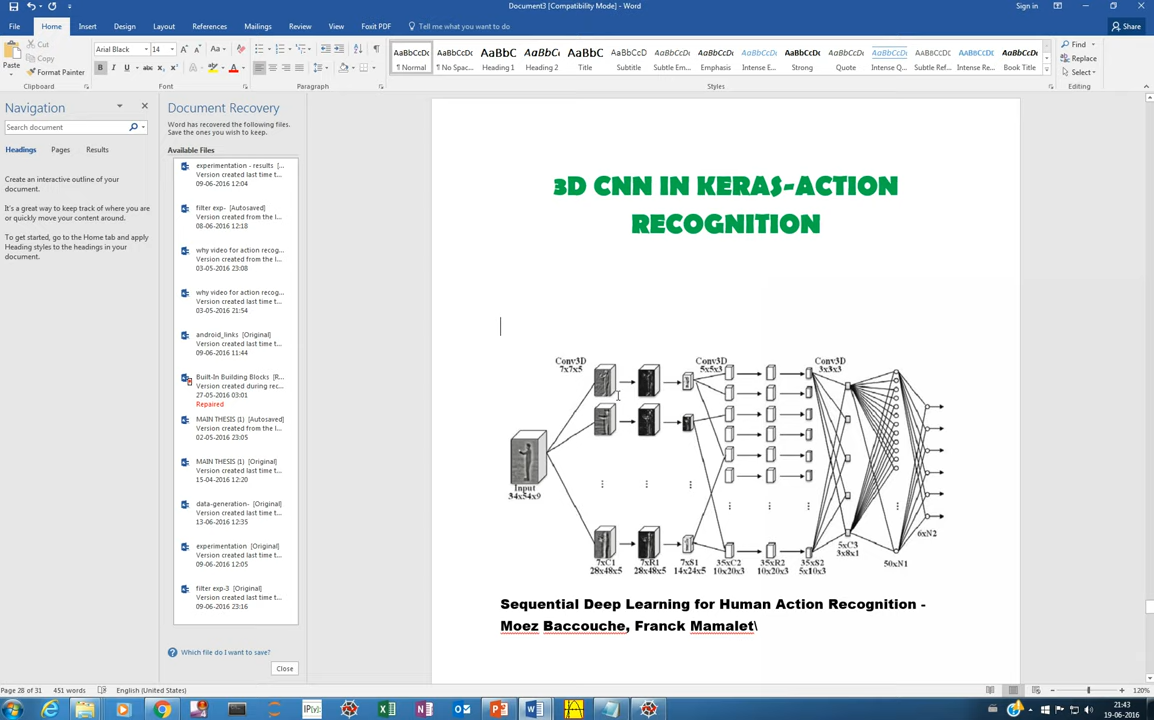 Document3 [Compatibility Mode] - Word
Sign in
File Home Insert Design Layout References Mailings Review View Foxit PDF Tell me what you want to do
Share
Paste
Cut
Copy
Format Painter
Clipboard
Arial Black 14
Font
Paragraph
AaBbCcDc AaBbCcDc AaBbC AaBbCc AaBbC AaBbCcD AaBbCcDc AaBbCcDc AaBbCcDc AaBbCcDc AaBbCcDc AaBbCcDc AaBbCcDc AaBbCcDc AaBbCcDc
¶ Normal ¶ No Spac... Heading 1 Heading 2 Title Subtitle Subtle Em... Emphasis Intense E... Strong Quote Intense Q... Subtle Ref... Intense Re... Book Title
Styles
Find
Replace
Select
Editing
Navigation
Search document
Headings Pages Results
Create an interactive outline of your
document.
It's a great way to keep track of where you are
or quickly move your content around.
To get started, go to the Home tab and apply
Heading styles to the headings in your
document.
Document Recovery
Word has recovered the following files.
Save the ones you wish to keep.
Available Files
experimentation - results [...
Version created last time t...
09-06-2016 12:04
filter exp- [Autosaved]
Version created from the l...
08-06-2016 12:18
why video for action recog...
Version created from the l...
03-05-2016 23:08
why video for action recog...
Version created last time t...
03-05-2016 21:54
android_links [Original]
Version created last time t...
09-06-2016 11:44
Built-In Building Blocks [R...
Version created during rec...
27-05-2016 03:01
Repaired
MAIN THESIS (1) [Autosaved]
Version created from the l...
02-05-2016 23:05
MAIN THESIS (1) [Original]
Version created last time t...
15-04-2016 12:20
data-generation- [Original]
Version created last time t...
13-06-2016 12:35
experimentation [Original]
Version created last time t...
09-06-2016 12:05
filter exp-3 [Original]
Version created last time t...
09-06-2016 23:16
Which file do I want to save?
Close
3D CNN IN KERAS-ACTION
RECOGNITION
Conv3D
7x7x5
Conv3D
5x5x3
Conv3D
3x3x3
Input
34x54x9
7xC1
28x48x5
7xR1
28x48x5
7xS1
14x24x5
35xC2
10x20x3
35xR2
10x20x3
35xS2
5x10x3
5xC3
3x8x1
50xN1
6xN2
Sequential Deep Learning for Human Action Recognition -
Moez Baccouche, Franck Mamalet\
Page 28 of 31 451 words English (United States)
120%
21:43
19-06-2016